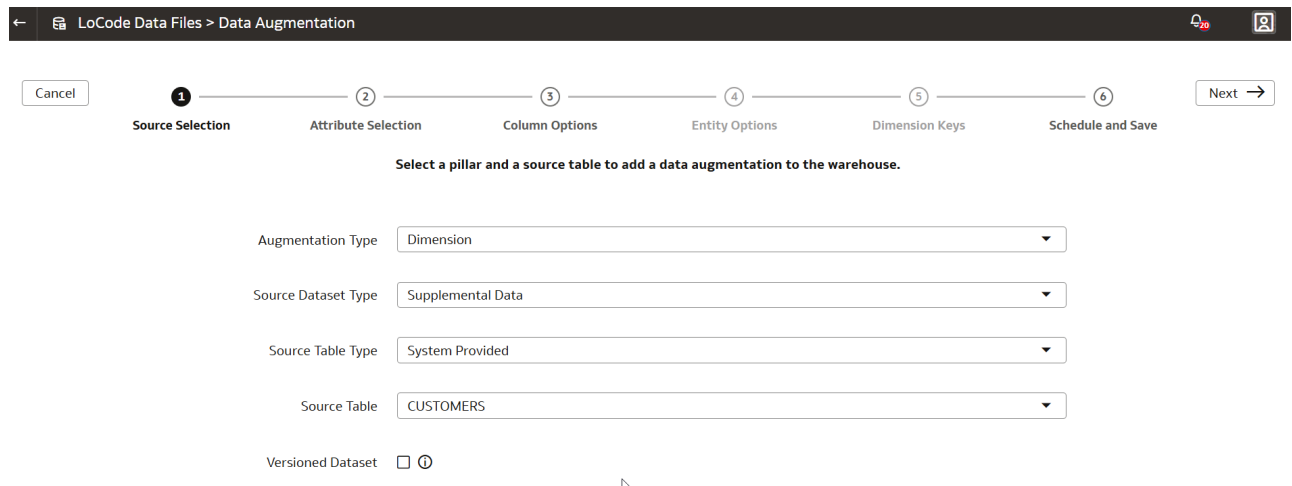 LoCode Data Files > Data Augmentation
20
Cancel
1
2
3
4
5
6
Next
Source Selection
Attribute Selection
Column Options
Entity Options
Dimension Keys
Schedule and Save
Select a pillar and a source table to add a data augmentation to the warehouse.
Augmentation Type
Dimension
Source Dataset Type
Supplemental Data
Source Table Type
System Provided
Source Table
CUSTOMERS
Versioned Dataset